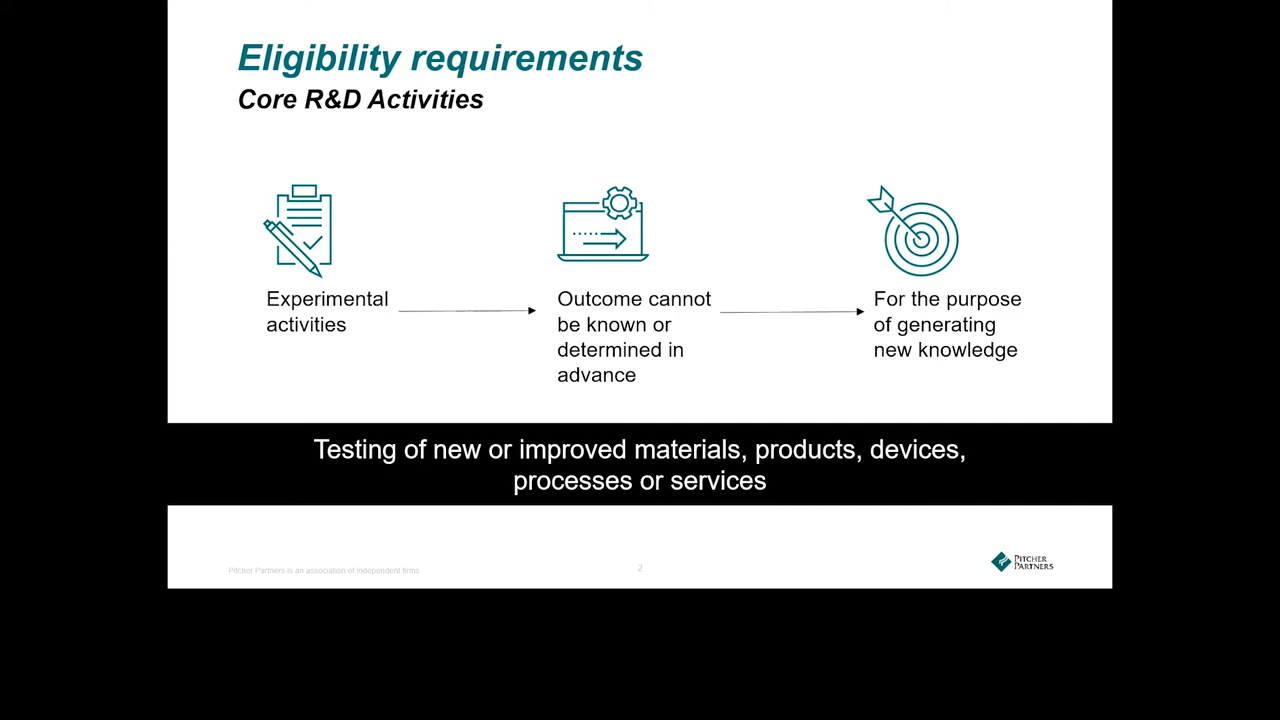 Eligibility requirements
Core R&D Activities
Experimental
activities
Outcome cannot
be known or
determined in
advance
For the purpose
of generating
new knowledge
Testing of new or improved materials, products, devices,
processes or services
Pitcher Partners is an association of independent firms
2
PITCHER
PARTNERS